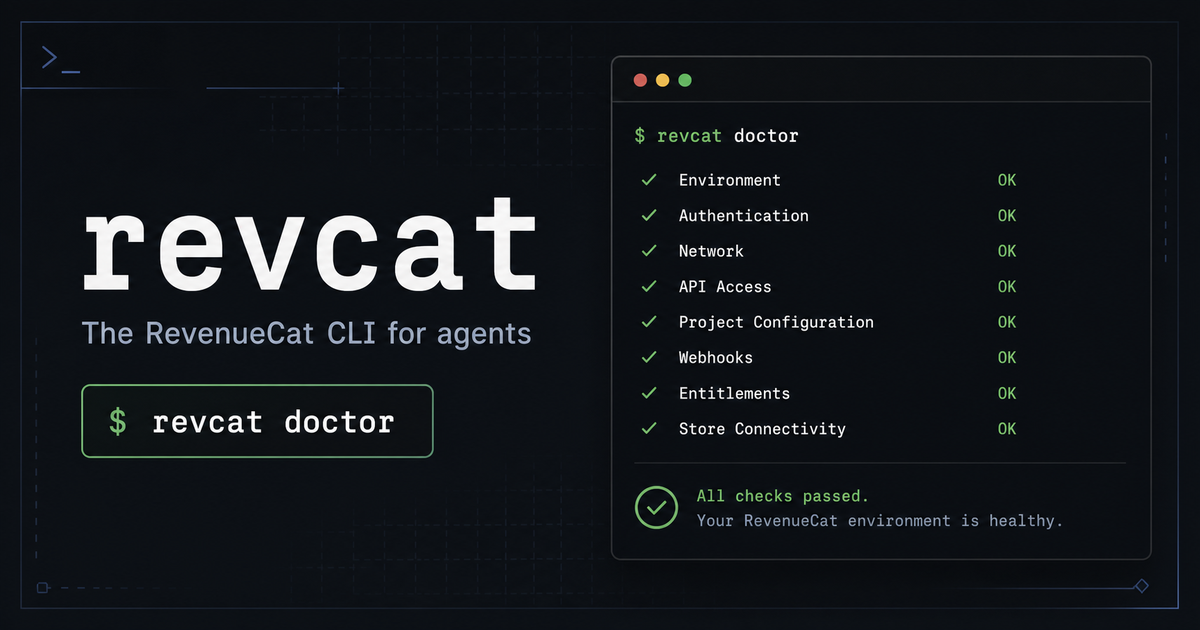 >_
revcat
The RevenueCat CLI for agents
$ revcat doctor
$ revcat doctor
✓ Environment OK
✓ Authentication OK
✓ Network OK
✓ API Access OK
✓ Project Configuration OK
✓ Webhooks OK
✓ Entitlements OK
✓ Store Connectivity OK
All checks passed.
Your RevenueCat environment is healthy.